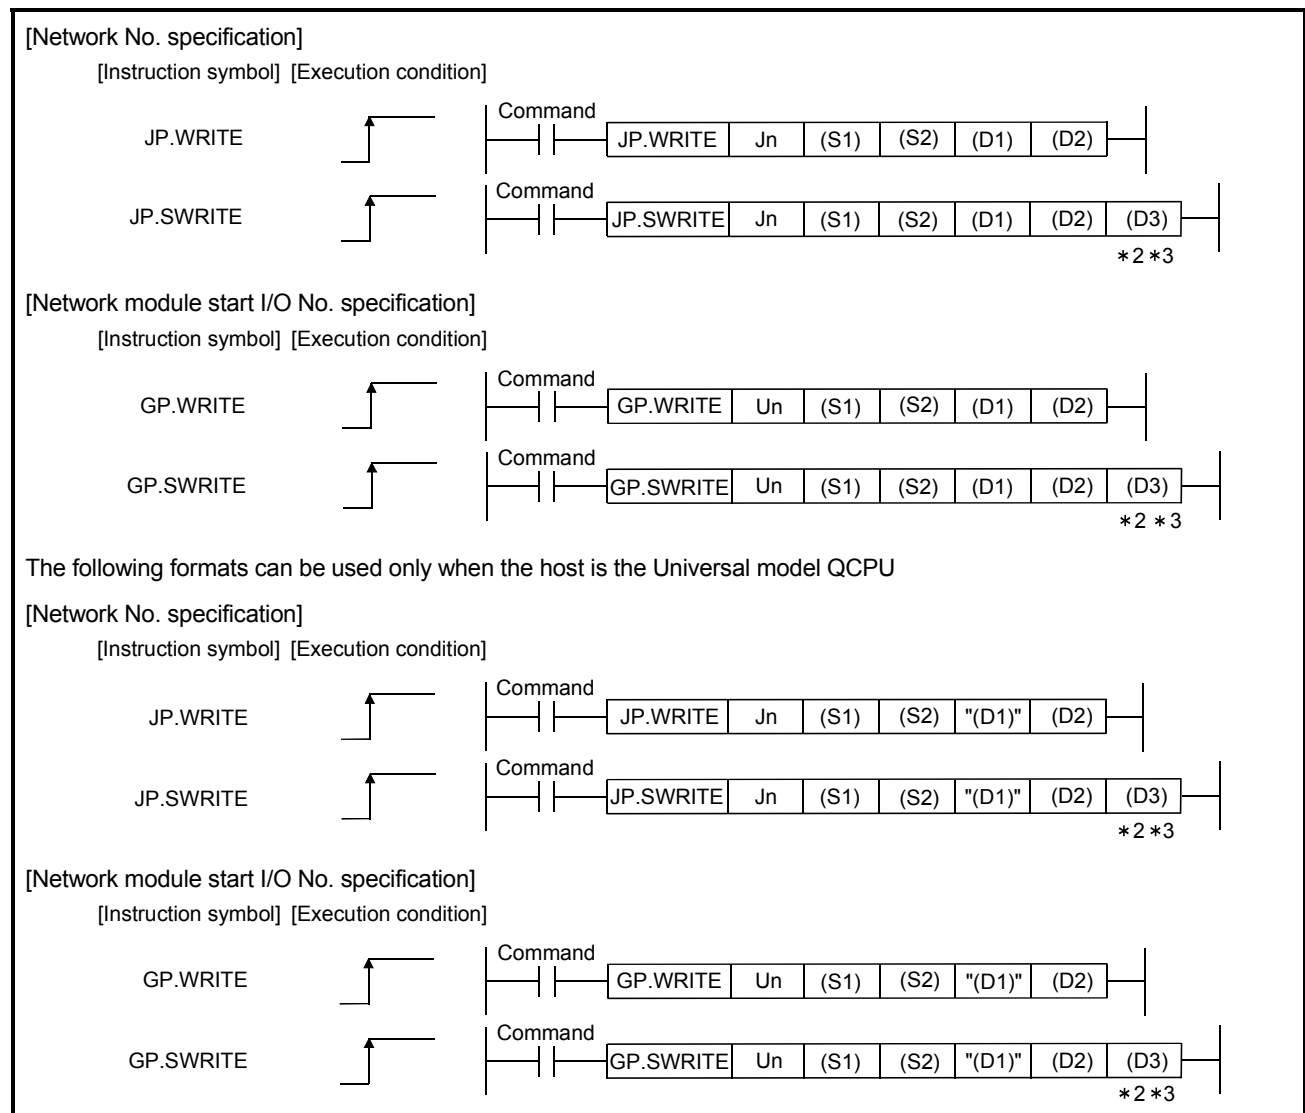 [Network No. specification]
[Instruction symbol] [Execution condition]
Command
JP.WRITE JP.WRITE Jn (S1) (S2) (D1) (D2)
Command
JP.SWRITE JP.SWRITE Jn (S1) (S2) (D1) (D2) (D3)
*2 *3
[Network module start I/O No. specification]
[Instruction symbol] [Execution condition]
Command
GP.WRITE GP.WRITE Un (S1) (S2) (D1) (D2)
Command
GP.SWRITE GP.SWRITE Un (S1) (S2) (D1) (D2) (D3)
*2 *3
The following formats can be used only when the host is the Universal model QCPU
[Network No. specification]
[Instruction symbol] [Execution condition]
Command
JP.WRITE JP.WRITE Jn (S1) (S2) "(D1)" (D2)
Command
JP.SWRITE JP.SWRITE Jn (S1) (S2) "(D1)" (D2) (D3)
*2 *3
[Network module start I/O No. specification]
[Instruction symbol] [Execution condition]
Command
GP.WRITE GP.WRITE Un (S1) (S2) "(D1)" (D2)
Command
GP.SWRITE GP.SWRITE Un (S1) (S2) "(D1)" (D2) (D3)
*2 *3